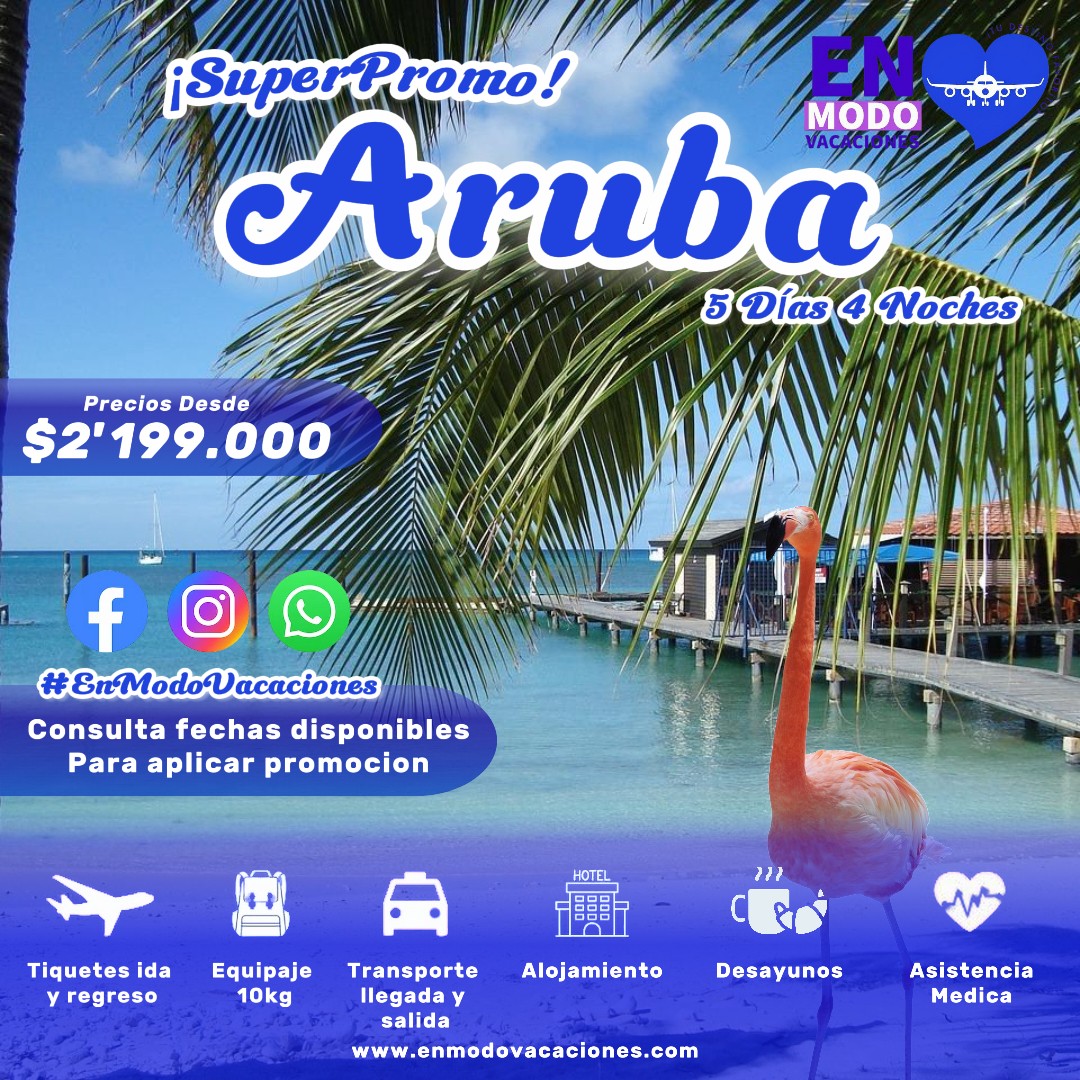 ¡SuperPromo!
EN
MODO
VACACIONES
Aruba
5 Días 4 Noches
Precios Desde
$2'199.000
#EnModoVacaciones
Consulta fechas disponibles
Para aplicar promocion
HOTEL
Tiquetes ida
y regreso
Equipaje
10kg
Transporte
llegada y
salida
Alojamiento
Desayunos
Asistencia
Medica
www.enmodovacaciones.com